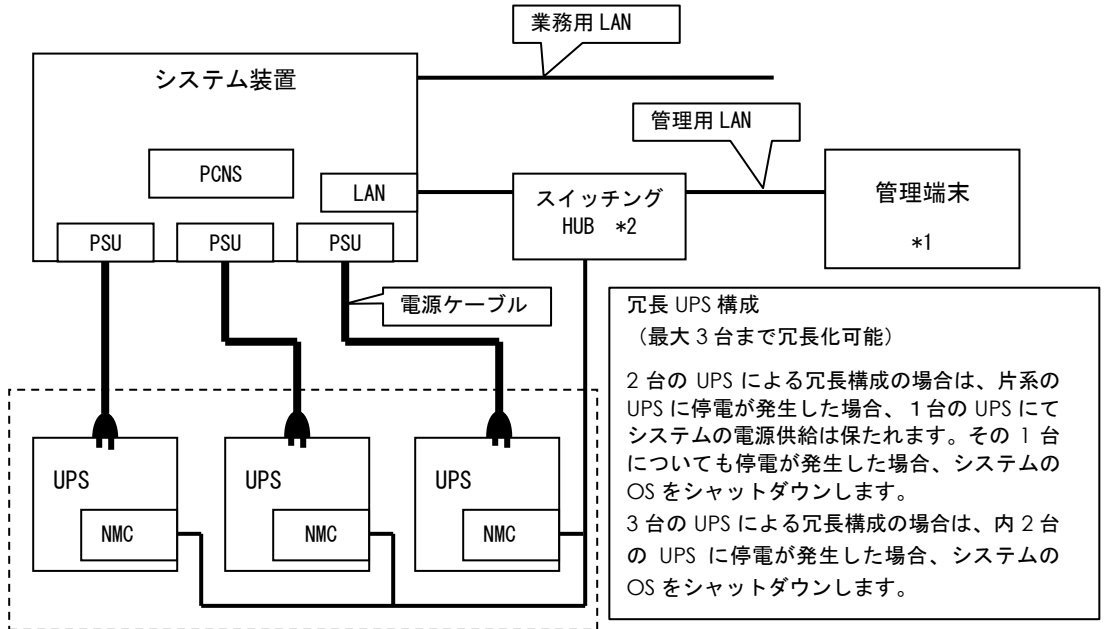 業務用 LAN
システム装置
管理用 LAN
PCNS
LAN
スイッチング
HUB *2
管理端末
*1
PSU
PSU
PSU
電源ケーブル
冗長 UPS 構成
（最大 3 台まで冗長化可能）
2 台の UPS による冗長構成の場合は、片系の
UPS に停電が発生した場合、１台の UPS にて
システムの電源供給は保たれます。その 1 台
についても停電が発生した場合、システムの
OS をシャットダウンします。
3 台の UPS による冗長構成の場合は、内 2 台
の UPS に停電が発生した場合、システムの
OS をシャットダウンします。
UPS
UPS
UPS
NMC
NMC
NMC